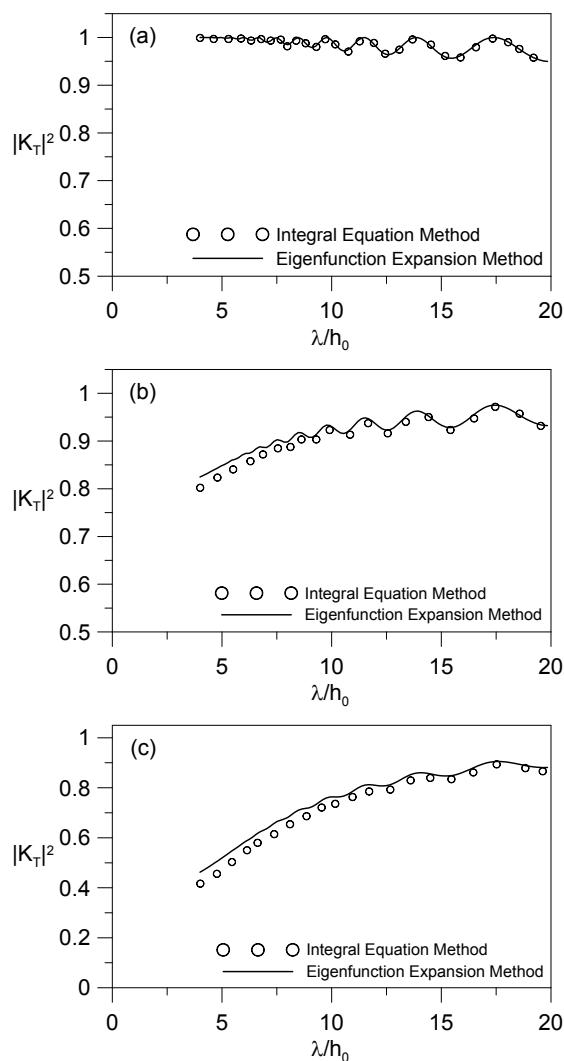 (a)
1
0.9
|K_T|²
0.8
0.7
0.6
0.5
Integral Equation Method
Eigenfunction Expansion Method
0 5 10 15 20
λ/h₀
(b)
1
0.9
|K_T|²
0.8
0.7
0.6
0.5
Integral Equation Method
Eigenfunction Expansion Method
0 5 10 15 20
λ/h₀
(c)
1
0.8
|K_T|²
0.6
0.4
0.2
0
Integral Equation Method
Eigenfunction Expansion Method
0 5 10 15 20
λ/h₀